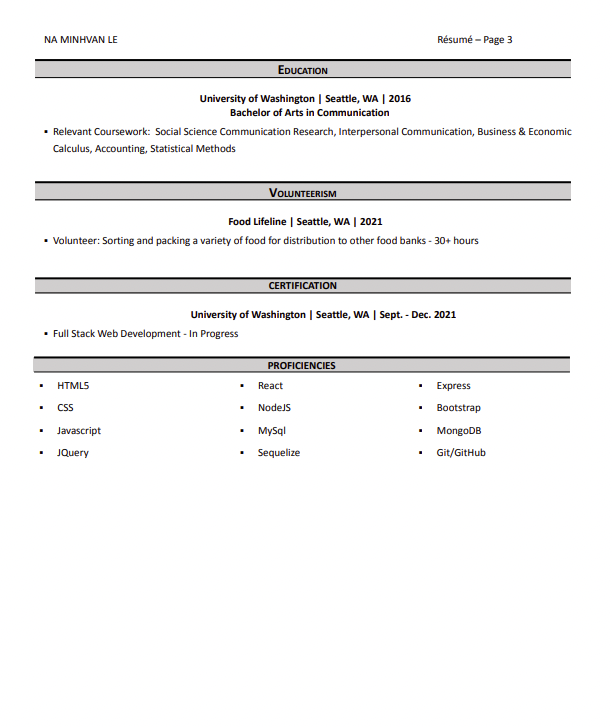 NA MINHVAN LE Résumé – Page 3
EDUCATION
University of Washington | Seattle, WA | 2016
Bachelor of Arts in Communication
▪ Relevant Coursework: Social Science Communication Research, Interpersonal Communication, Business & Economic
Calculus, Accounting, Statistical Methods
VOLUNTEERISM
Food Lifeline | Seattle, WA | 2021
▪ Volunteer: Sorting and packing a variety of food for distribution to other food banks - 30+ hours
CERTIFICATION
University of Washington | Seattle, WA | Sept. - Dec. 2021
▪ Full Stack Web Development - In Progress
PROFICIENCIES
▪ HTML5 ▪ React ▪ Express
▪ CSS ▪ NodeJS ▪ Bootstrap
▪ Javascript ▪ MySql ▪ MongoDB
▪ JQuery ▪ Sequelize ▪ Git/GitHub